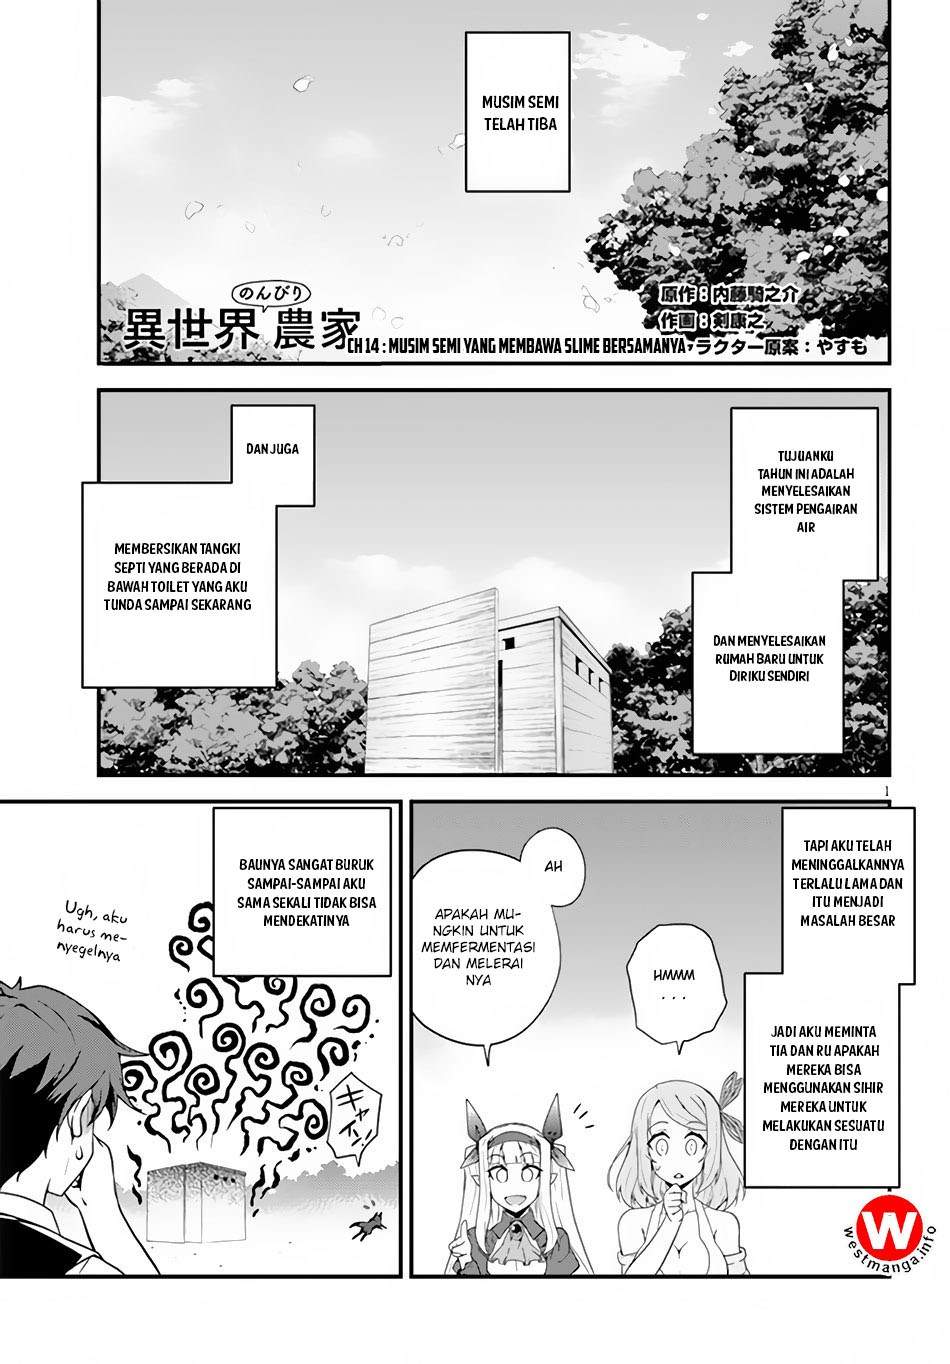 MUSIM SEMI
TELAH TIBA
のんびり
異世界 農家
CH 14 : MUSIM SEMI YANG MEMBAWA SLIME BERSAMANYA
原作：内藤騎之介
作画：剣康之
ラクター原案：やすも
TUJUANKU
TAHUN INI ADALAH
MENYELESAIKAN
SISTEM PENGAIRAN
AIR
DAN MENYELESAIKAN
RUMAH BARU UNTUK
DIRIKU SENDIRI
DAN JUGA
MEMBERSIKAN TANGKI
SEPTI YANG BERADA DI
BAWAH TOILET YANG AKU
TUNDA SAMPAI SEKARANG
1
TAPI AKU TELAH
MENINGGALKANNYA
TERLALU LAMA DAN
ITU MENJADI
MASALAH BESAR
JADI AKU MEMINTA
TIA DAN RU APAKAH
MEREKA BISA
MENGGUNAKAN SIHIR
MEREKA UNTUK
MELAKUKAN SESUATU
DENGAN ITU
HMMM
...
AH
APAKAH MU-
NGKIN UNTUK
MEMFERMENTASI
DAN MELERAI
NYA
BAUNYA SANGAT BURUK
SAMPAI-SAMPAI AKU
SAMA SEKALI TIDAK BISA
MENDEKATINYA
Ugh, aku
harus me-
nyegelnya
キャイン!
W
westmanga.info